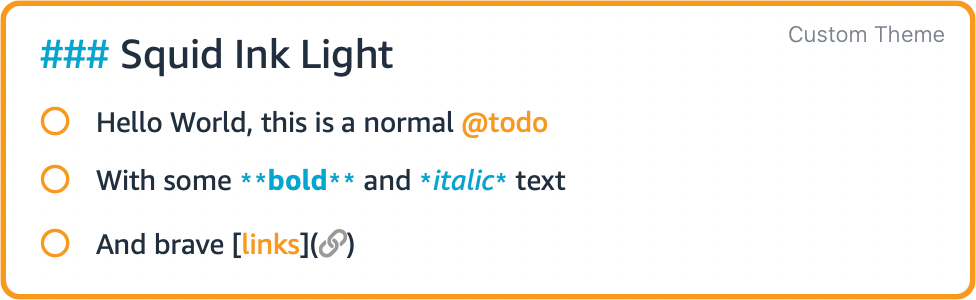 Custom Theme
### Squid Ink Light
Hello World, this is a normal @todo
With some **bold** and *italic* text
And brave [links](🔗)